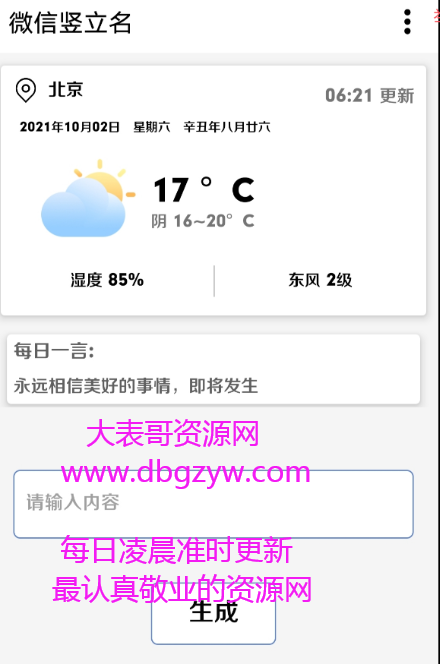 微信竖立名
北京
06:21 更新
2021年10月02日 星期六 辛丑年八月廿六
17 ° C
阴 16~20° C
湿度 85%
东风 2级
每日一言:
永远相信美好的事情，即将发生
大表哥资源网
www.dbgzyw.com
请输入内容
每日凌晨准时更新
最认真敬业的资源网
生成